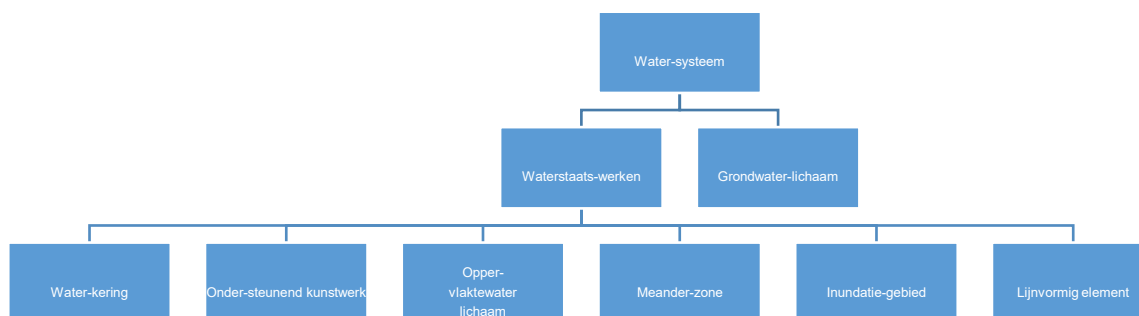 Water-systeem
Waterstaats-werken
Grondwater-lichaam
Water-kering
Onder-steunend kunstwerk
Opper-
vlaktewater
lichaam
Meander-zone
Inundatie-gebied
Lijnvormig element